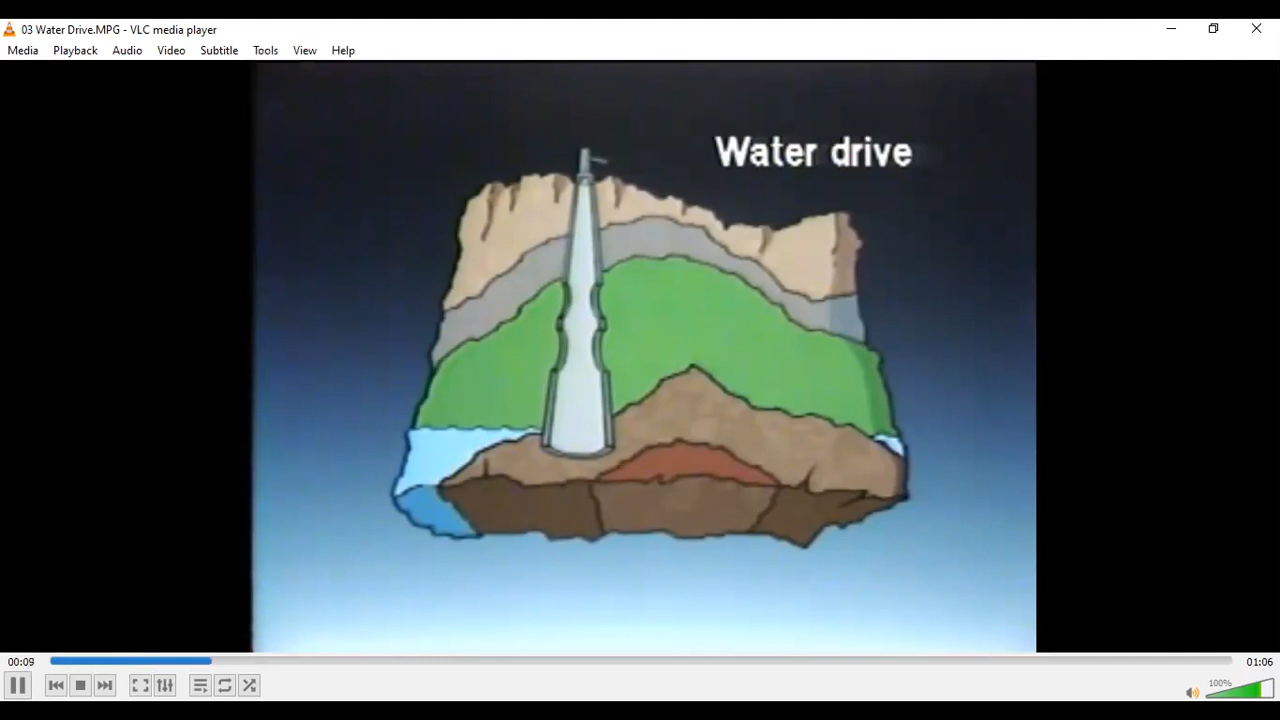 03 Water Drive.MPG - VLC media player
Media Playback Audio Video Subtitle Tools View Help
Water drive
00:09 01:06
100%